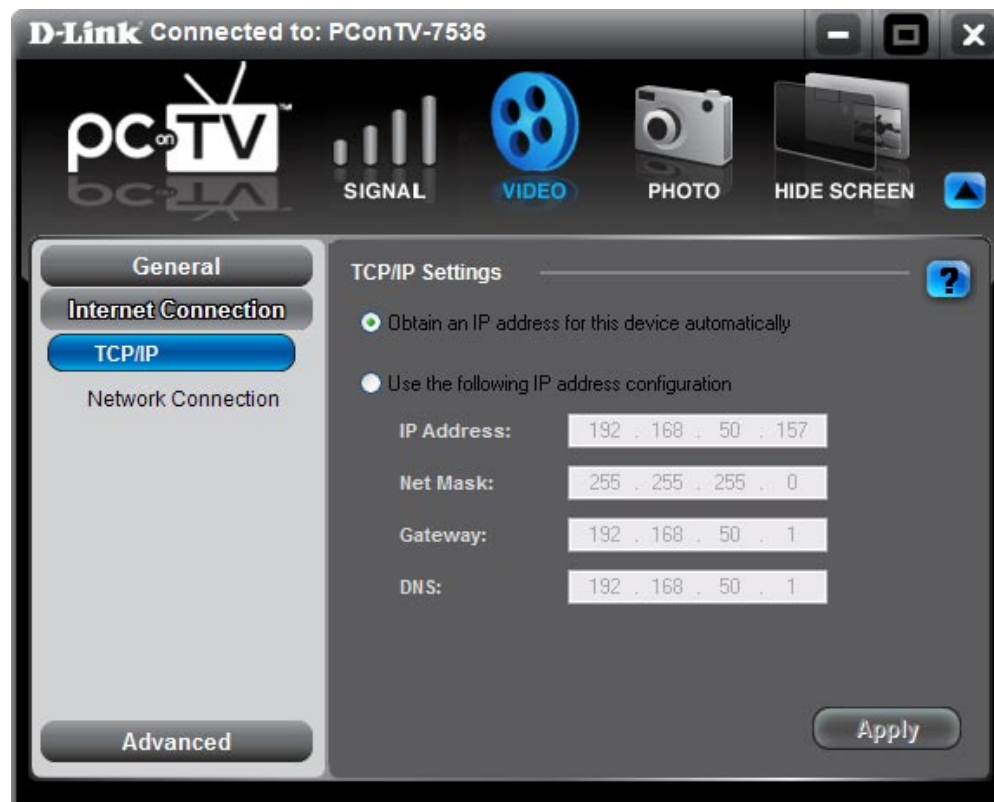 D-Link Connected to: PConTV-7536
PC on TV™
SIGNAL
VIDEO
PHOTO
HIDE SCREEN
General
Internet Connection
TCP/IP
Network Connection
Advanced
TCP/IP Settings
?
Obtain an IP address for this device automatically
Use the following IP address configuration
IP Address: 192 . 168 . 50 . 157
Net Mask: 255 . 255 . 255 . 0
Gateway: 192 . 168 . 50 . 1
DNS: 192 . 168 . 50 . 1
Apply